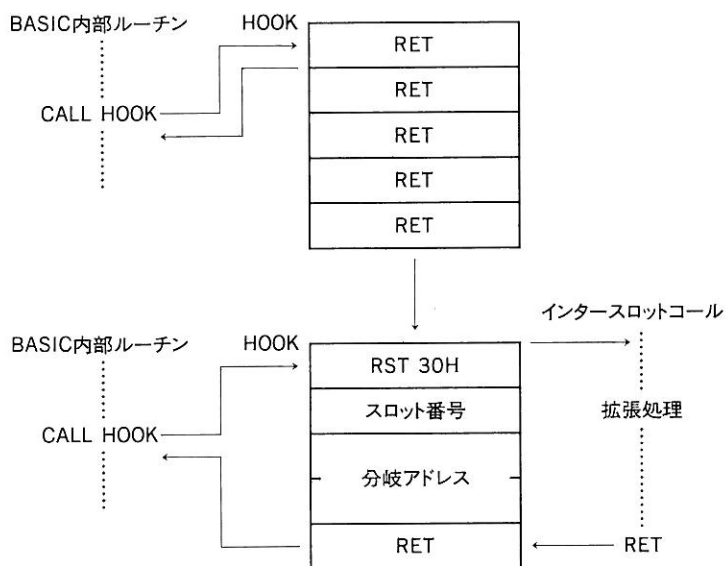 BASIC内部ルーチン
HOOK
RET
RET
CALL HOOK
RET
RET
RET
インタースロットコール
BASIC内部ルーチン
HOOK
RST 30H
スロット番号
拡張処理
CALL HOOK
分岐アドレス
RET
RET